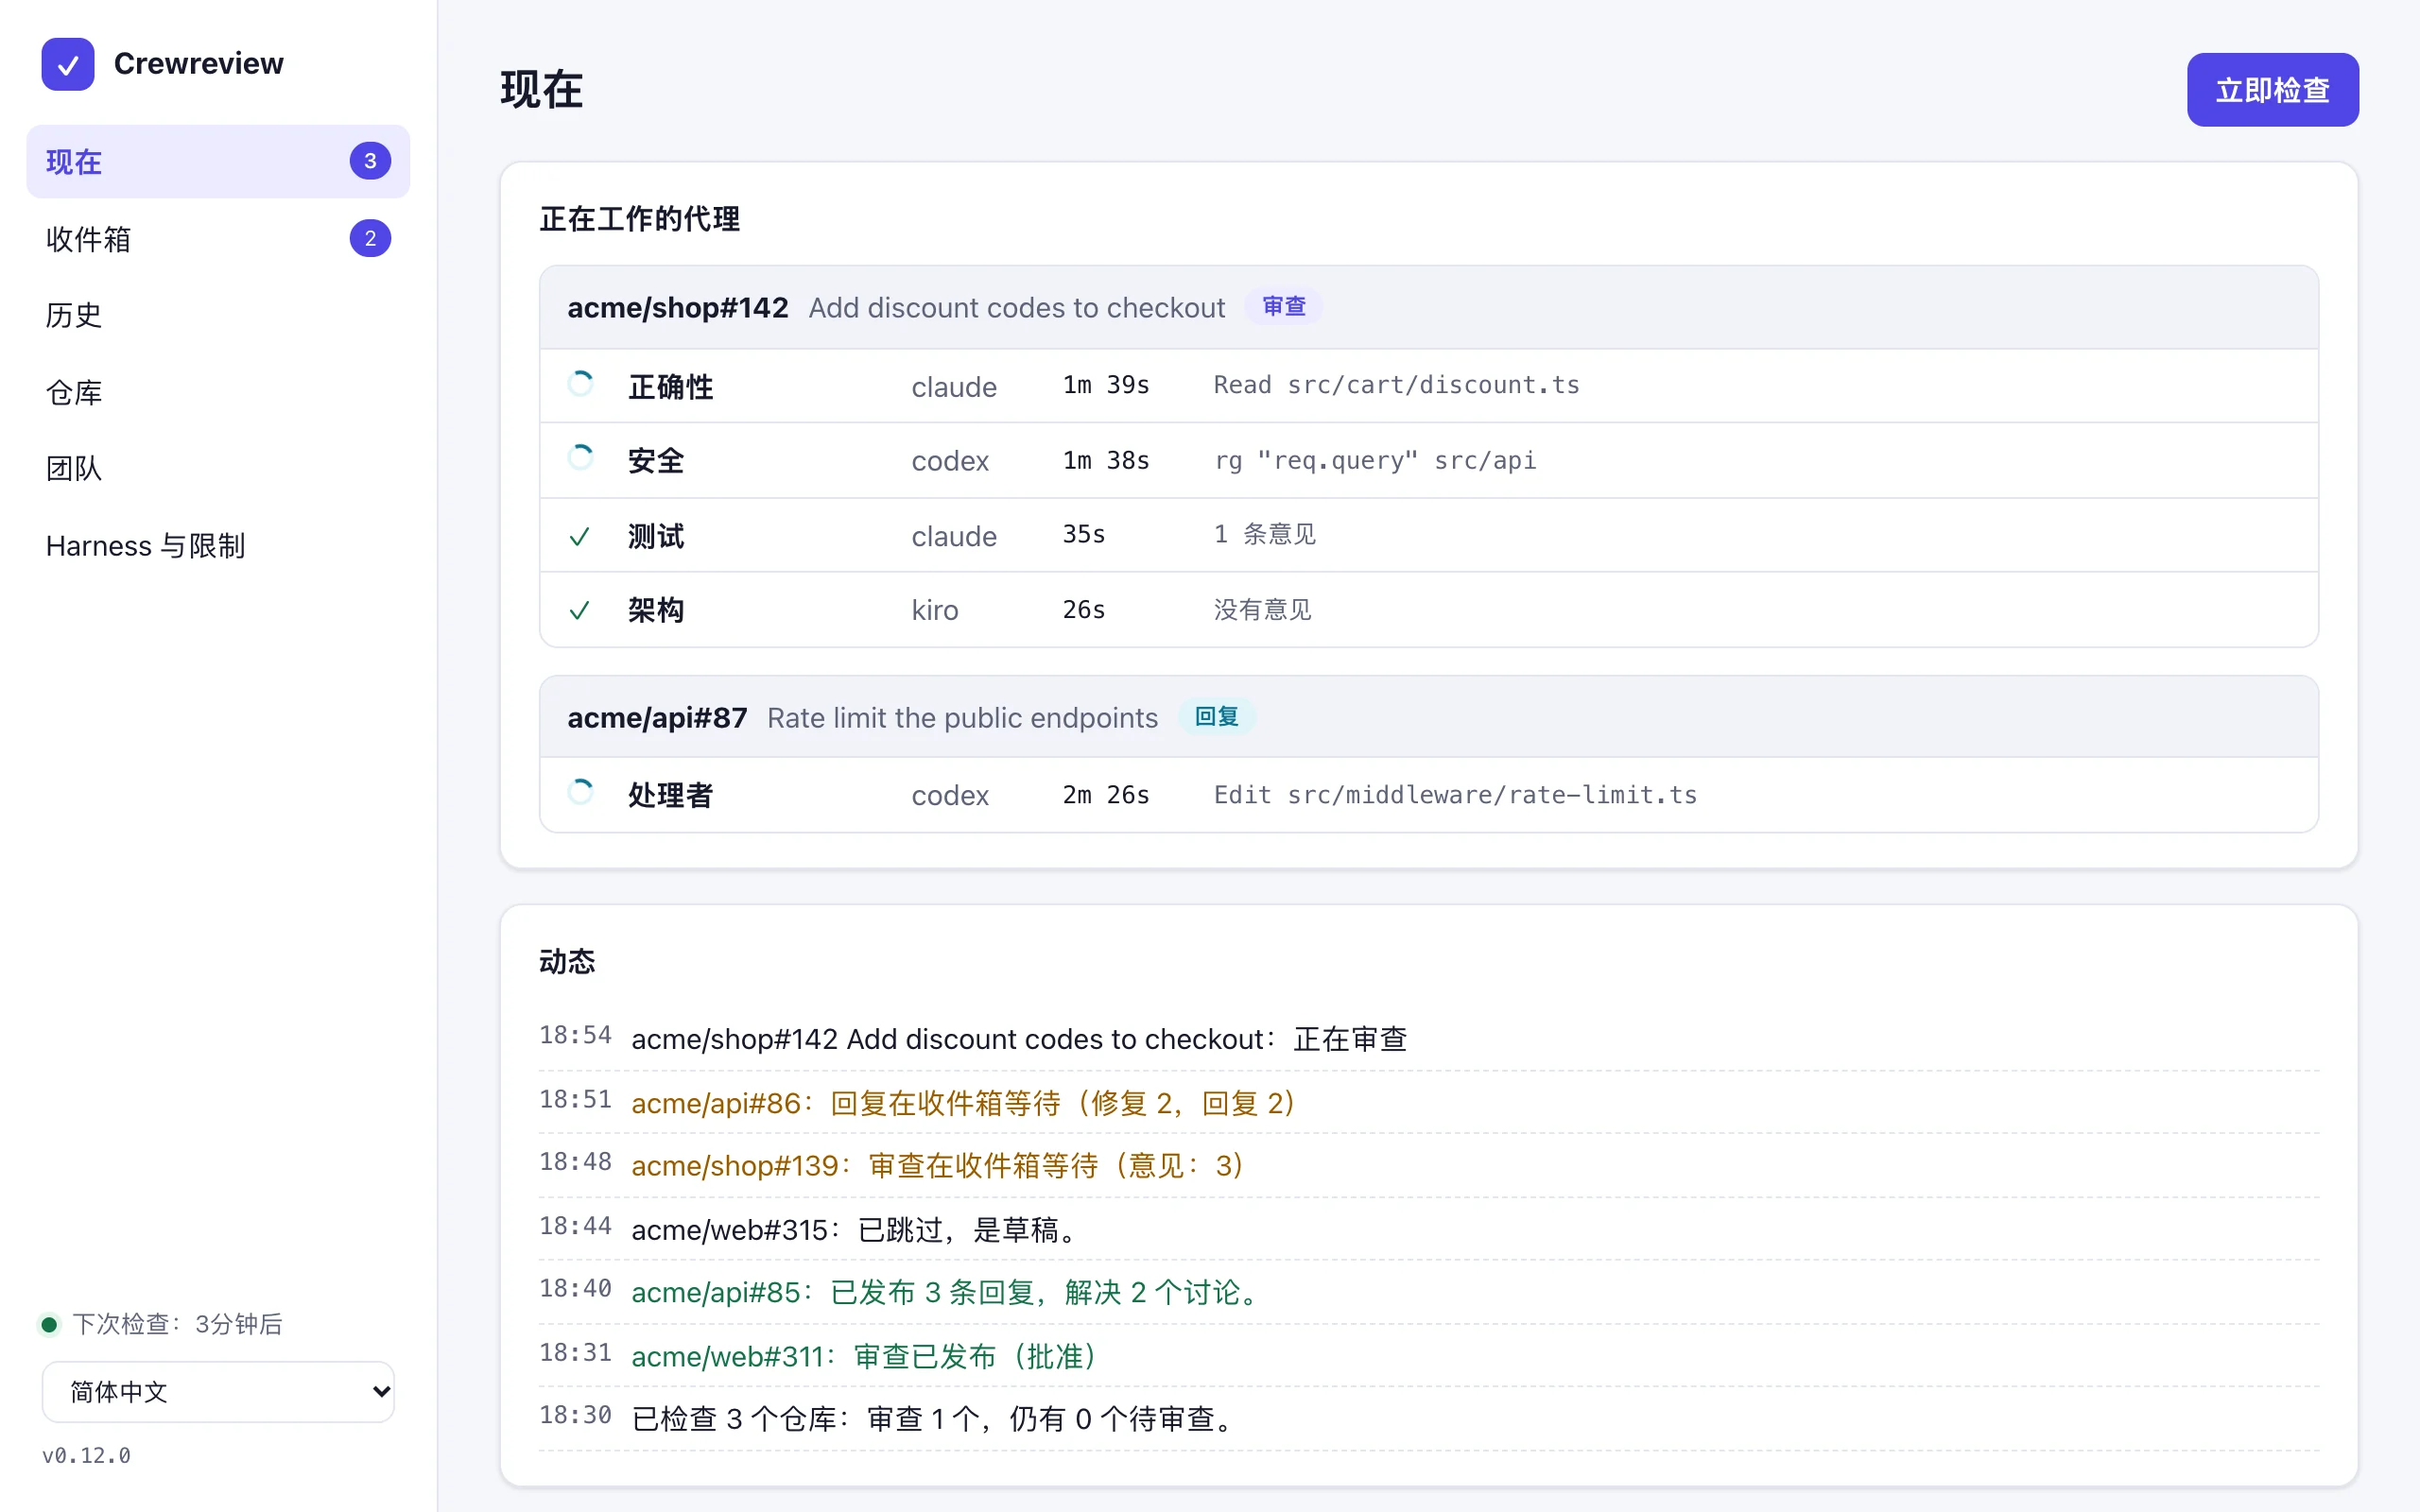 Crewreview
现在 3
收件箱 2
历史
仓库
团队
Harness 与限制
下次检查：3分钟后
简体中文
v0.12.0
现在
立即检查
正在工作的代理
acme/shop#142 Add discount codes to checkout 审查
正确性 claude 1m 39s Read src/cart/discount.ts
安全 codex 1m 38s rg "req.query" src/api
测试 claude 35s 1 条意见
架构 kiro 26s 没有意见
acme/api#87 Rate limit the public endpoints 回复
处理者 codex 2m 26s Edit src/middleware/rate-limit.ts
动态
18:54 acme/shop#142 Add discount codes to checkout：正在审查
18:51 acme/api#86：回复在收件箱等待（修复 2，回复 2）
18:48 acme/shop#139：审查在收件箱等待（意见：3）
18:44 acme/web#315：已跳过，是草稿。
18:40 acme/api#85：已发布 3 条回复，解决 2 个讨论。
18:31 acme/web#311：审查已发布（批准）
18:30 已检查 3 个仓库：审查 1 个，仍有 0 个待审查。